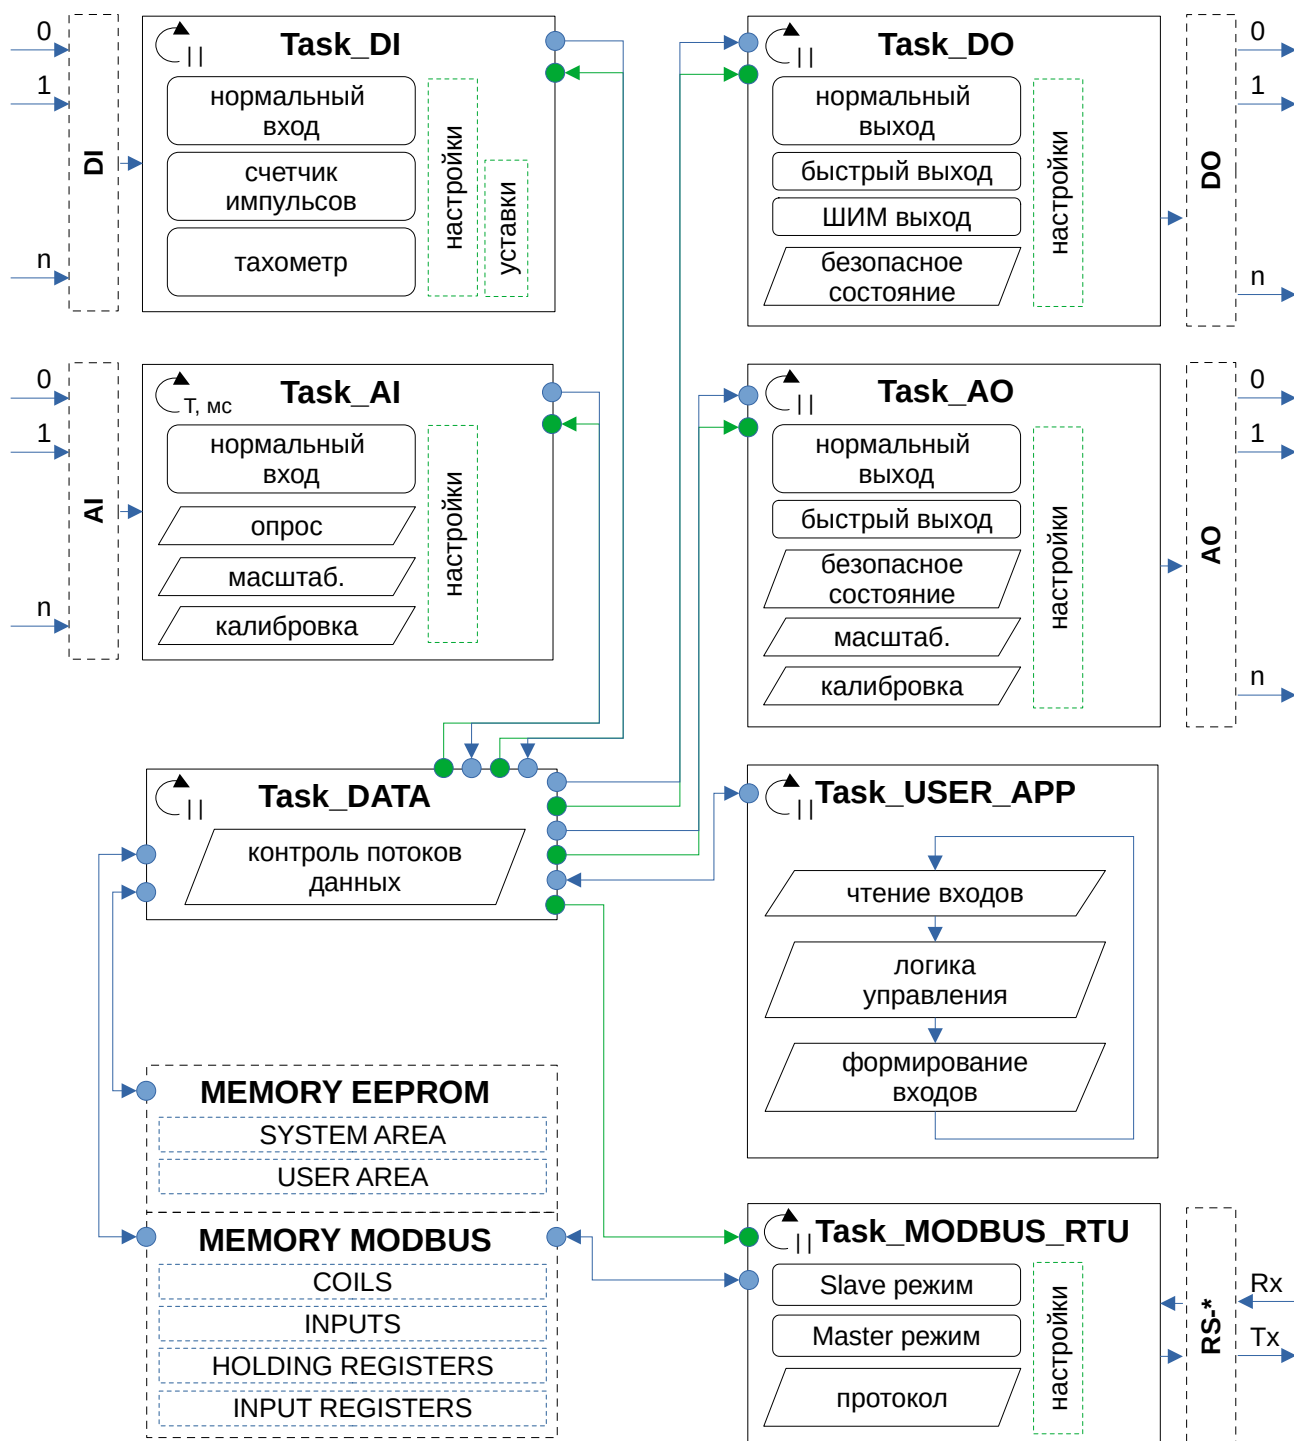 0
1
n
DI
Task_DI
нормальный
вход
счетчик
импульсов
тахометр
настройки
уставки
Task_DO
нормальный
выход
быстрый выход
ШИМ выход
безопасное
состояние
настройки
DO
0
1
n
0
1
n
AI
Task_AI
T, мс
нормальный
вход
опрос
масштаб.
калибровка
настройки
Task_AO
нормальный
выход
быстрый выход
безопасное
состояние
масштаб.
калибровка
настройки
AO
0
1
n
Task_DATA
контроль потоков
данных
Task_USER_APP
чтение входов
логика
управления
формирование
входов
MEMORY EEPROM
SYSTEM AREA
USER AREA
MEMORY MODBUS
COILS
INPUTS
HOLDING REGISTERS
INPUT REGISTERS
Task_MODBUS_RTU
Slave режим
Master режим
протокол
настройки
RS-*
Rx
Tx